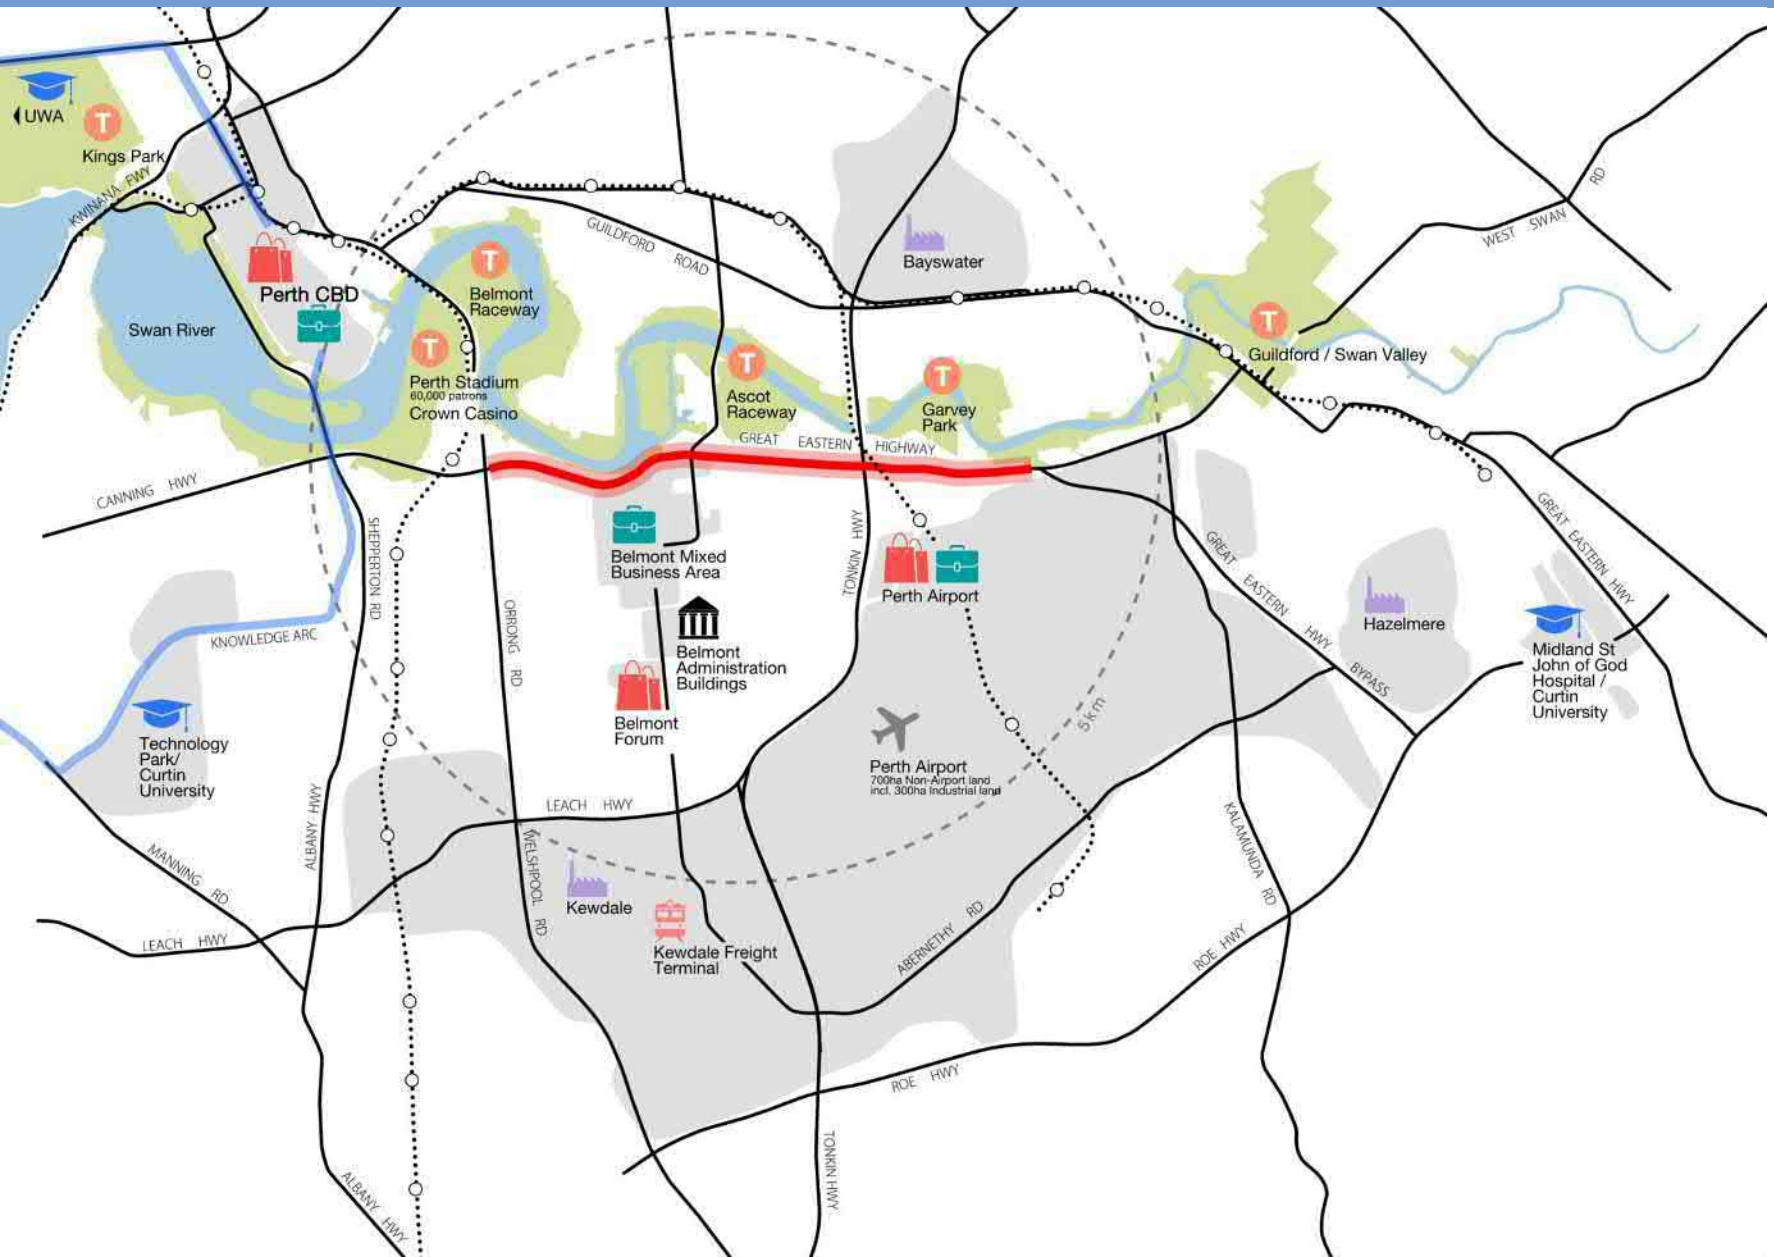 UWA
Kings Park
KWINANA FWY
Perth CBD
Swan River
GUILDFORD ROAD
Belmont
Raceway
Bayswater
WEST SWAN RD
Guildford / Swan Valley
Perth Stadium
60,000 patrons
Crown Casino
Ascot
Raceway
Garvey
Park
GREAT EASTERN HIGHWAY
CANNING HWY
SHEPPERTON RD
Belmont Mixed
Business Area
TONKIN HWY
Perth Airport
GREAT EASTERN HWY BYPASS
GREAT EASTERN HWY
Hazelmere
Midland St
John of God
Hospital /
Curtin
University
KNOWLEDGE ARC
ORRONG RD
Belmont
Administration
Buildings
Belmont
Forum
5km
Technology
Park/
Curtin
University
Perth Airport
700ha Non-Airport land
incl. 300ha Industrial land
LEACH HWY
ALBANY HWY
MANNING RD
WELSHPOOL RD
KALAMUNDA RD
Kewdale
LEACH HWY
Kewdale Freight
Terminal
ABERNETHY RD
ROE HWY
ROE HWY
TONKIN HWY
ALBANY HWY
T
T
T
T
T
T